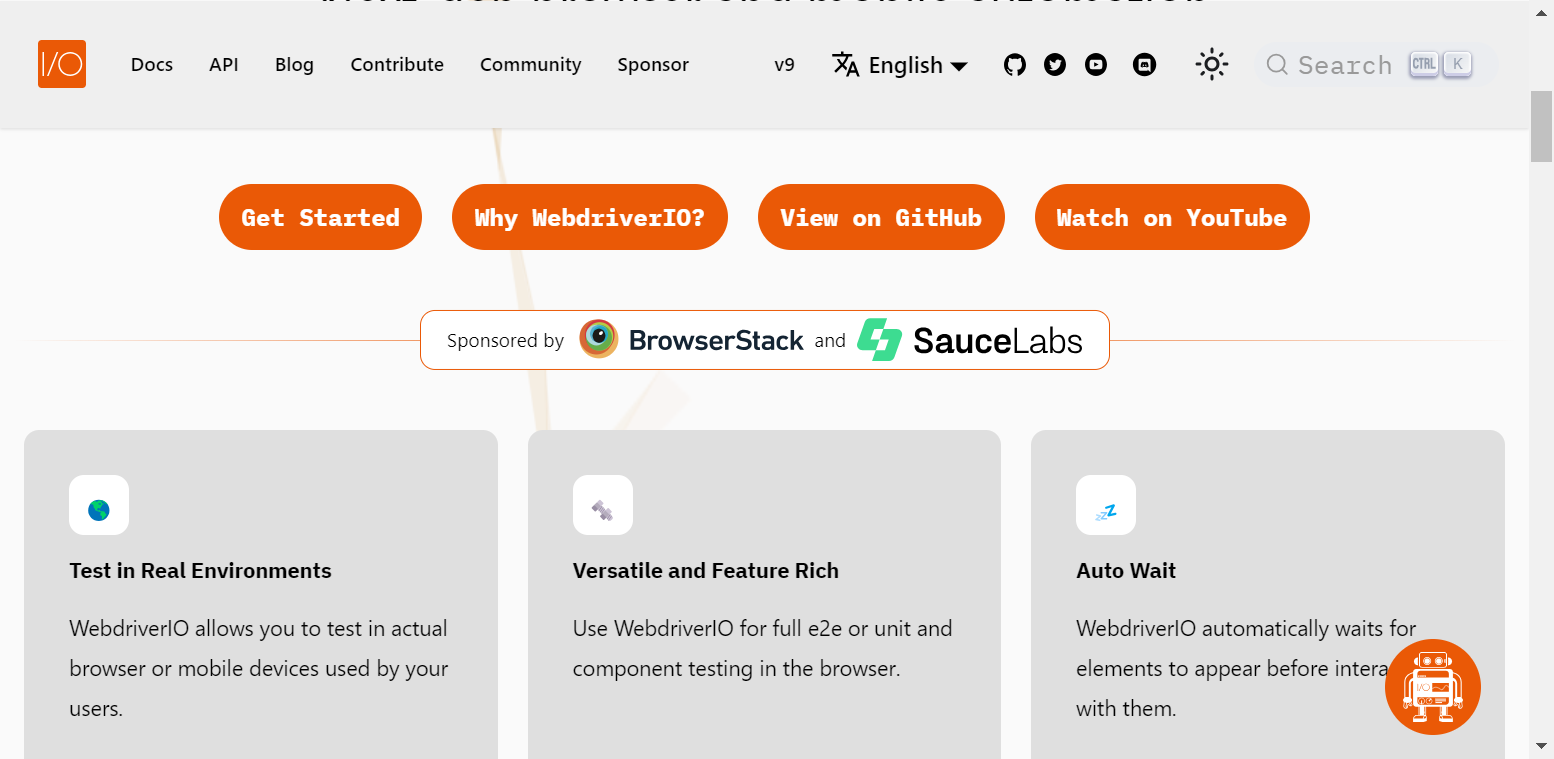 I/O Docs API Blog Contribute Community Sponsor v9 English Search CTRL K
Get Started Why WebdriverIO? View on GitHub Watch on YouTube
Sponsored by BrowserStack and SauceLabs
Test in Real Environments
WebdriverIO allows you to test in actual
browser or mobile devices used by your
users.
Versatile and Feature Rich
Use WebdriverIO for full e2e or unit and
component testing in the browser.
Auto Wait
WebdriverIO automatically waits for
elements to appear before intera
with them.
I/O